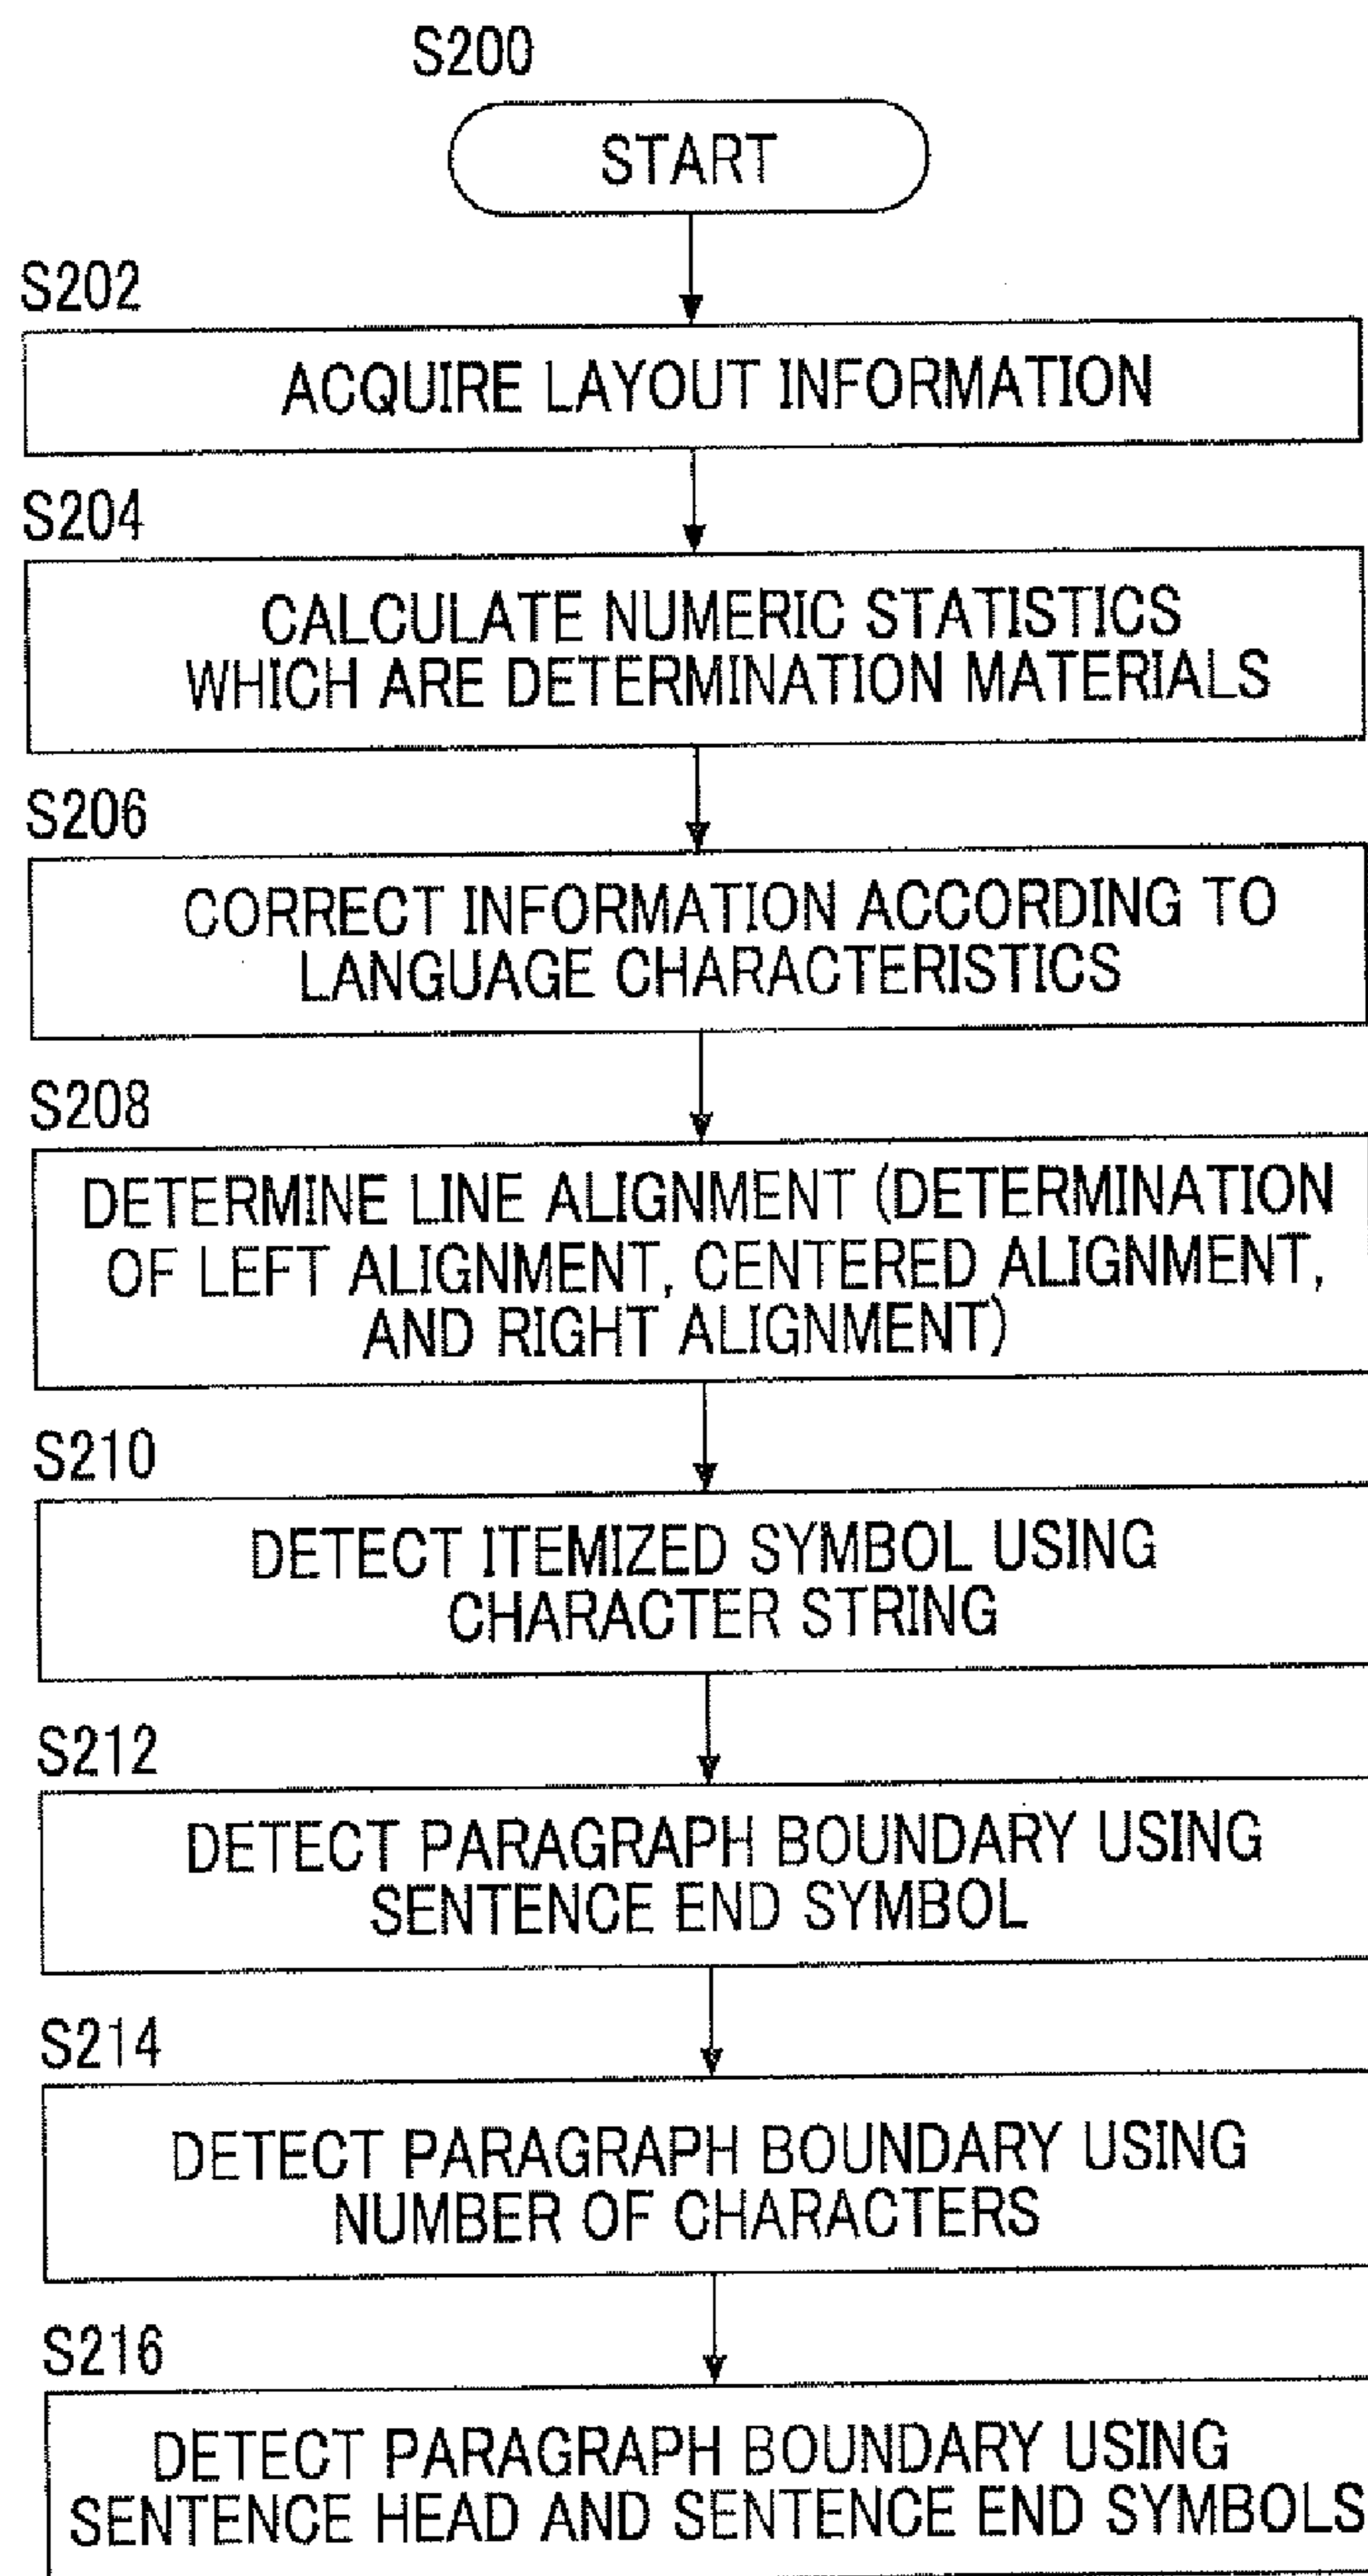 S200
START
S202
ACQUIRE LAYOUT INFORMATION
S204
CALCULATE NUMERIC STATISTICS
WHICH ARE DETERMINATION MATERIALS
S206
CORRECT INFORMATION ACCORDING TO
LANGUAGE CHARACTERISTICS
S208
DETERMINE LINE ALIGNMENT (DETERMINATION
OF LEFT ALIGNMENT, CENTERED ALIGNMENT,
AND RIGHT ALIGNMENT)
S210
DETECT ITEMIZED SYMBOL USING
CHARACTER STRING
S212
DETECT PARAGRAPH BOUNDARY USING
SENTENCE END SYMBOL
S214
DETECT PARAGRAPH BOUNDARY USING
NUMBER OF CHARACTERS
S216
DETECT PARAGRAPH BOUNDARY USING
SENTENCE HEAD AND SENTENCE END SYMBOLS